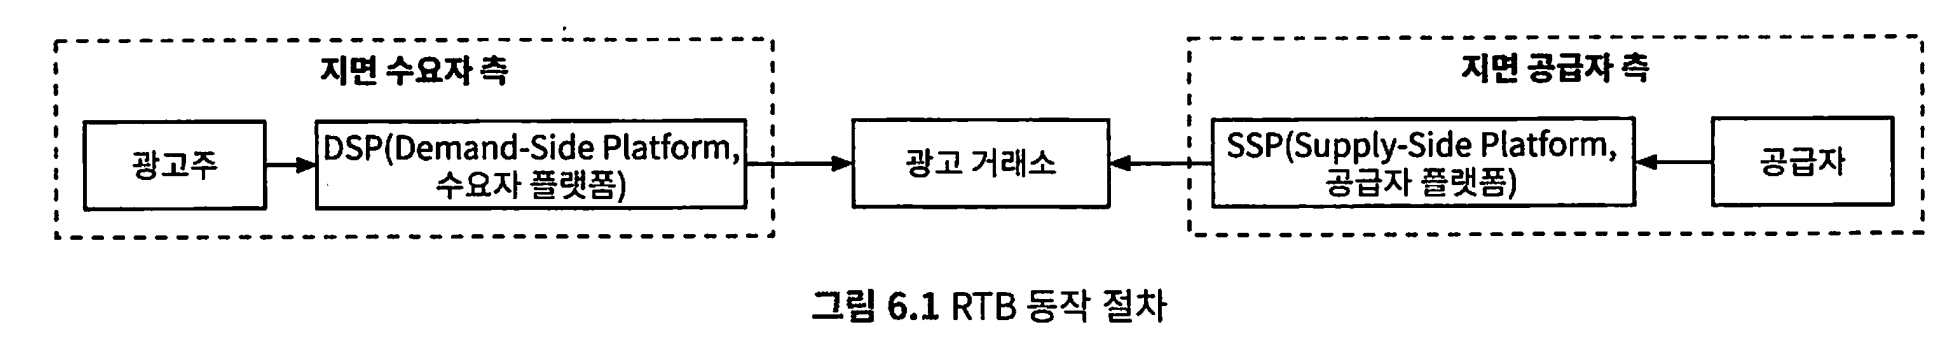 지면 수요자 측
지면 공급자 측
광고주
DSP(Demand-Side Platform,
수요자 플랫폼)
광고 거래소
SSP(Supply-Side Platform,
공급자 플랫폼)
공급자
그림 6.1 RTB 동작 절차